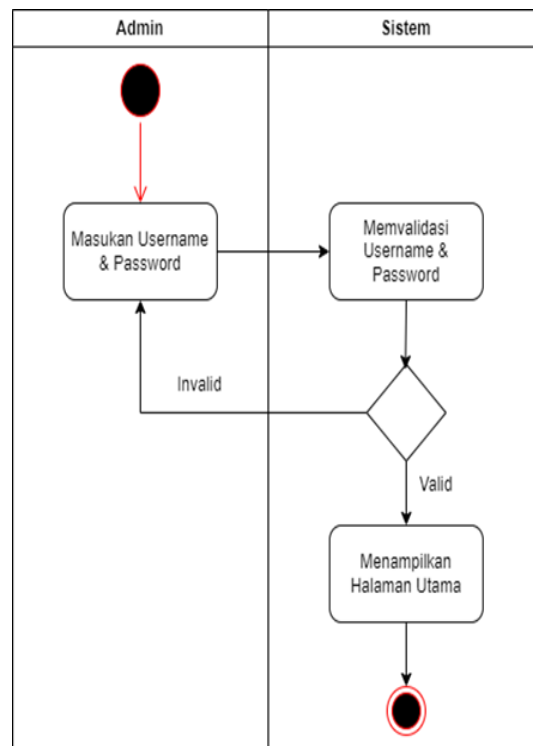 Admin
Sistem
Masukan Username
& Password
Memvalidasi
Username &
Password
Invalid
Valid
Menampilkan
Halaman Utama